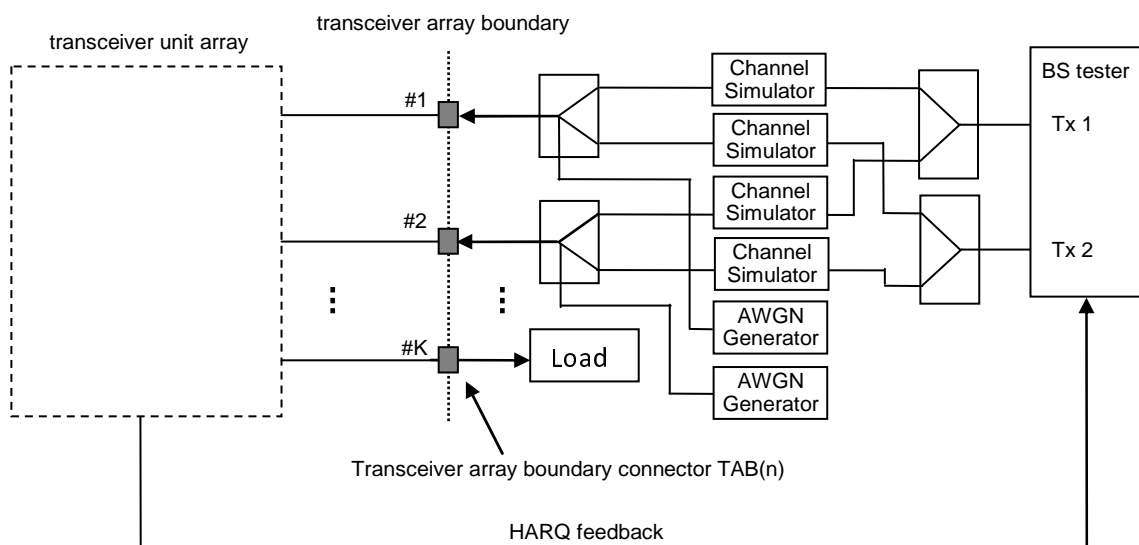 transceiver array boundary
transceiver unit array
#1
#2
⋮
⋮
#K
Load
Channel
Simulator
Channel
Simulator
Channel
Simulator
Channel
Simulator
AWGN
Generator
AWGN
Generator
BS tester
Tx 1
Tx 2
Transceiver array boundary connector TAB(n)
HARQ feedback